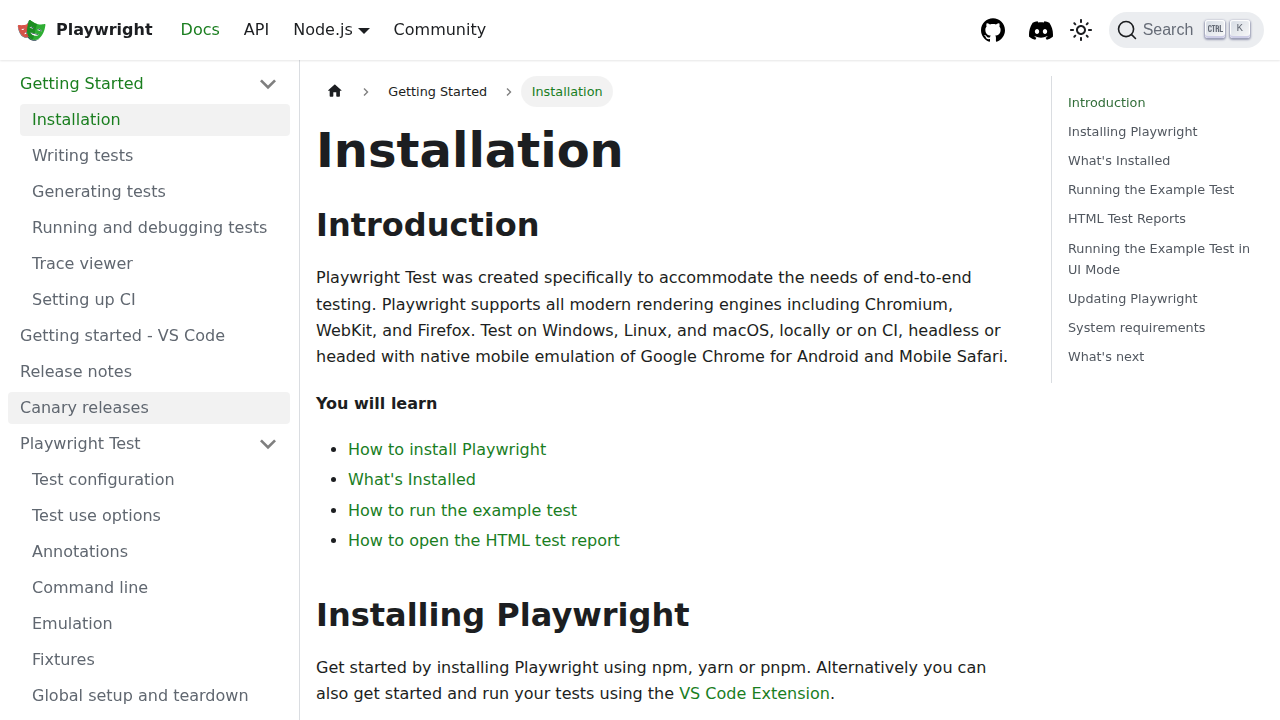 Playwright
Docs
API
Node.js
Community
Search
CTRL
K
Getting Started
Installation
Writing tests
Generating tests
Running and debugging tests
Trace viewer
Setting up CI
Getting started - VS Code
Release notes
Canary releases
Playwright Test
Test configuration
Test use options
Annotations
Command line
Emulation
Fixtures
Global setup and teardown
Getting Started
Installation
Installation
Introduction
Playwright Test was created specifically to accommodate the needs of end-to-end
testing. Playwright supports all modern rendering engines including Chromium,
WebKit, and Firefox. Test on Windows, Linux, and macOS, locally or on CI, headless or
headed with native mobile emulation of Google Chrome for Android and Mobile Safari.
You will learn
How to install Playwright
What's Installed
How to run the example test
How to open the HTML test report
Installing Playwright
Get started by installing Playwright using npm, yarn or pnpm. Alternatively you can
also get started and run your tests using the VS Code Extension.
Introduction
Installing Playwright
What's Installed
Running the Example Test
HTML Test Reports
Running the Example Test in
UI Mode
Updating Playwright
System requirements
What's next